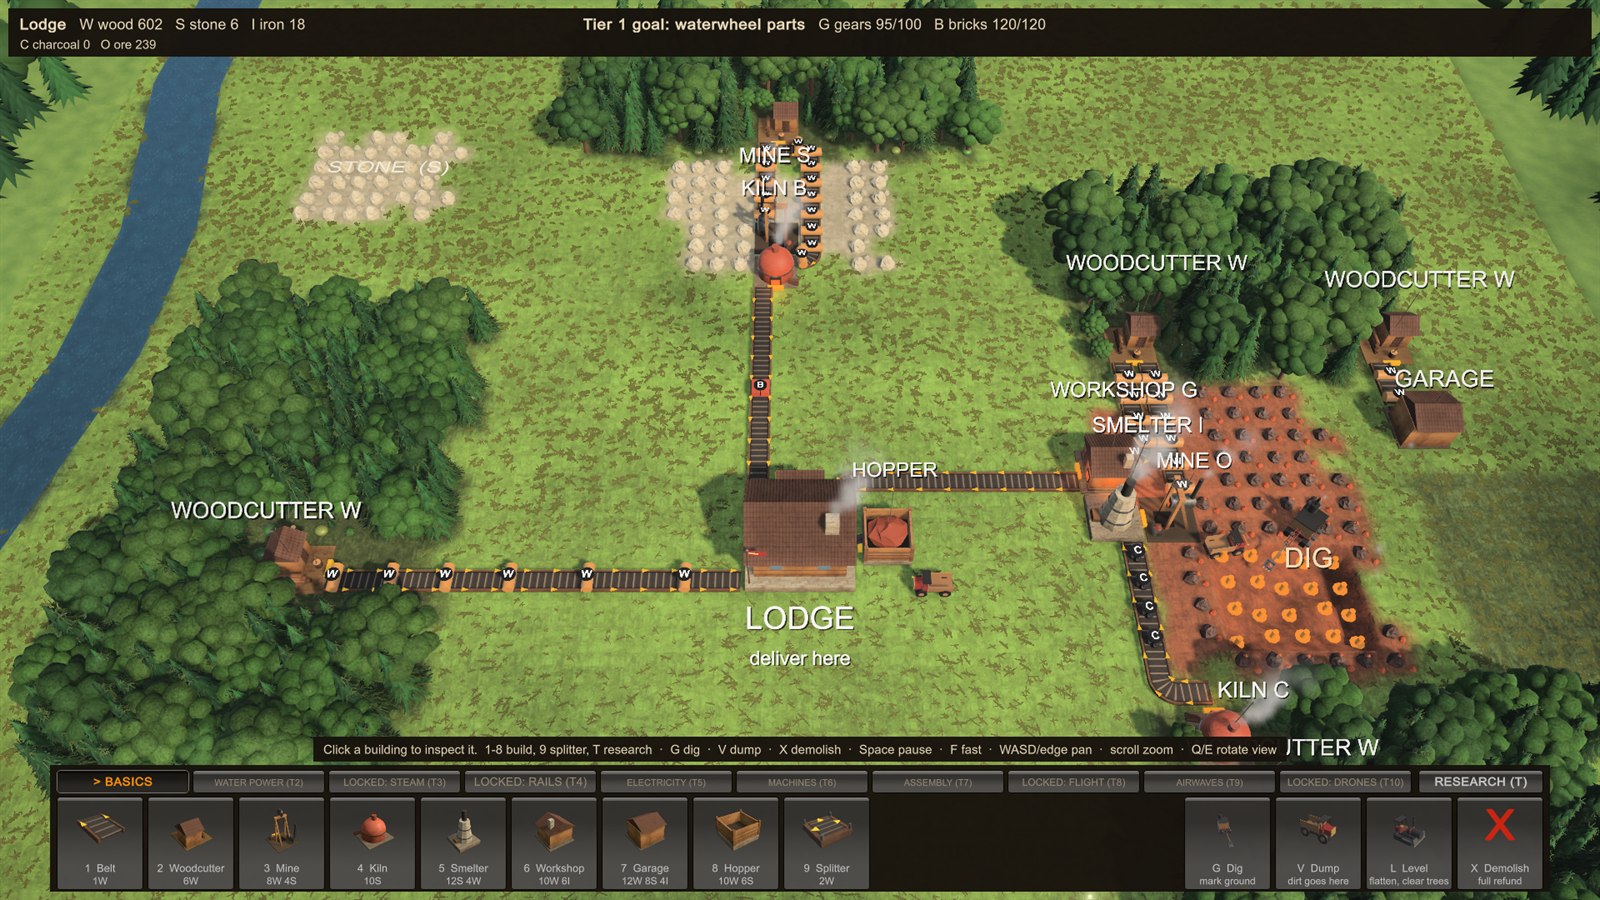 Lodge W wood 602 S stone 6 I iron 18
C charcoal 0 O ore 239
Tier 1 goal: waterwheel parts G gears 95/100 B bricks 120/120
STONE (S)
MINE S
KILN B
WOODCUTTER W
WOODCUTTER W
GARAGE
WORKSHOP G
SMELTER I
MINE O
HOPPER
WOODCUTTER W
DIG
LODGE
deliver here
KILN C
UTTER W
Click a building to inspect it. 1-8 build, 9 splitter, T research · G dig · V dump · X demolish · Space pause · F fast · WASD/edge pan · scroll zoom · Q/E rotate view
> BASICS
WATER POWER (T2)
LOCKED: STEAM (T3)
LOCKED: RAILS (T4)
ELECTRICITY (T5)
MACHINES (T6)
ASSEMBLY (T7)
LOCKED: FLIGHT (T8)
AIRWAVES (T9)
LOCKED: DRONES (T10)
RESEARCH (T)
1 Belt
1W
2 Woodcutter
6W
3 Mine
8W 4S
4 Kiln
10S
5 Smelter
12S 4W
6 Workshop
10W 6I
7 Garage
12W 8S 4I
8 Hopper
10W 6S
9 Splitter
2W
G Dig
mark ground
V Dump
dirt goes here
L Level
flatten, clear trees
X Demolish
full refund